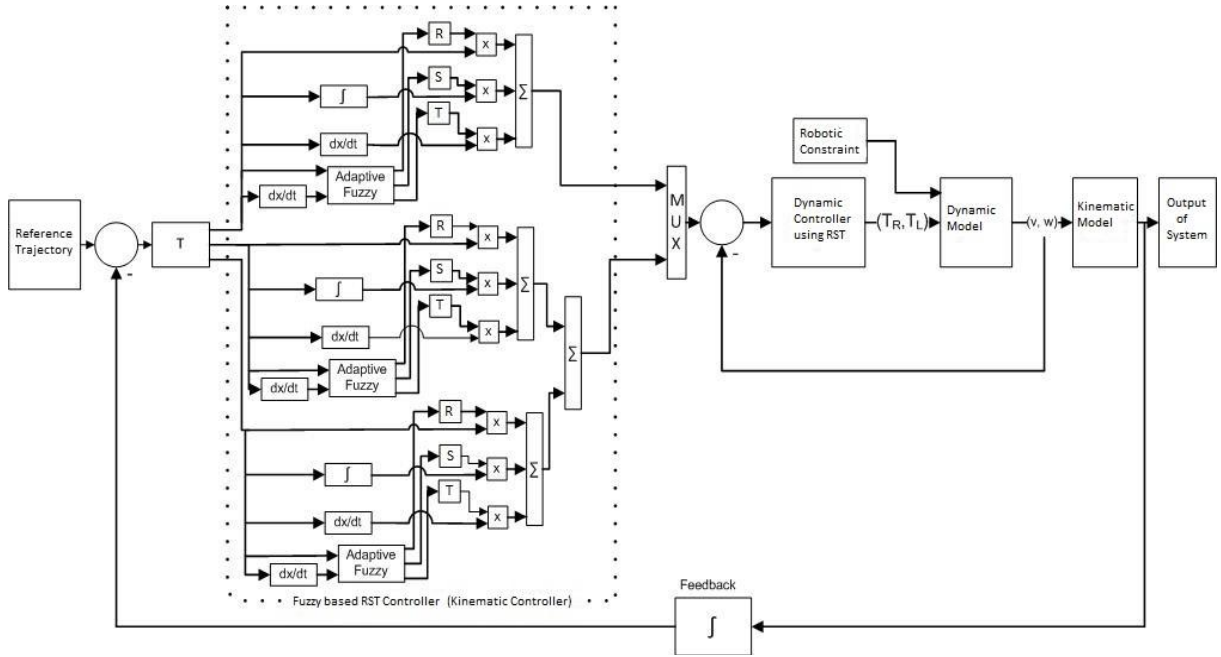 Reference
Trajectory
-
T
R
x
S
∫
x
∑
T
dx/dt
x
Adaptive
Fuzzy
dx/dt
R
x
S
∫
x
∑
T
dx/dt
x
Adaptive
Fuzzy
dx/dt
∑
R
x
S
∫
x
∑
T
dx/dt
x
Adaptive
Fuzzy
dx/dt
Fuzzy based RST Controller (Kinematic Controller)
M
U
X
-
Dynamic
Controller
using RST
(TR,TL)
Robotic
Constraint
Dynamic
Model
(v, w)
Kinematic
Model
Output
of
System
Feedback
∫